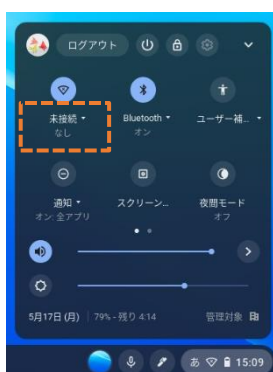 ログアウト
未接続 Bluetooth ユーザー補...
なし オン
通知 スクリーン... 夜間モード
オン: 全アプリ オフ
5月17日 (月) 79% - 残り 4:14 管理対象
あ 15:09